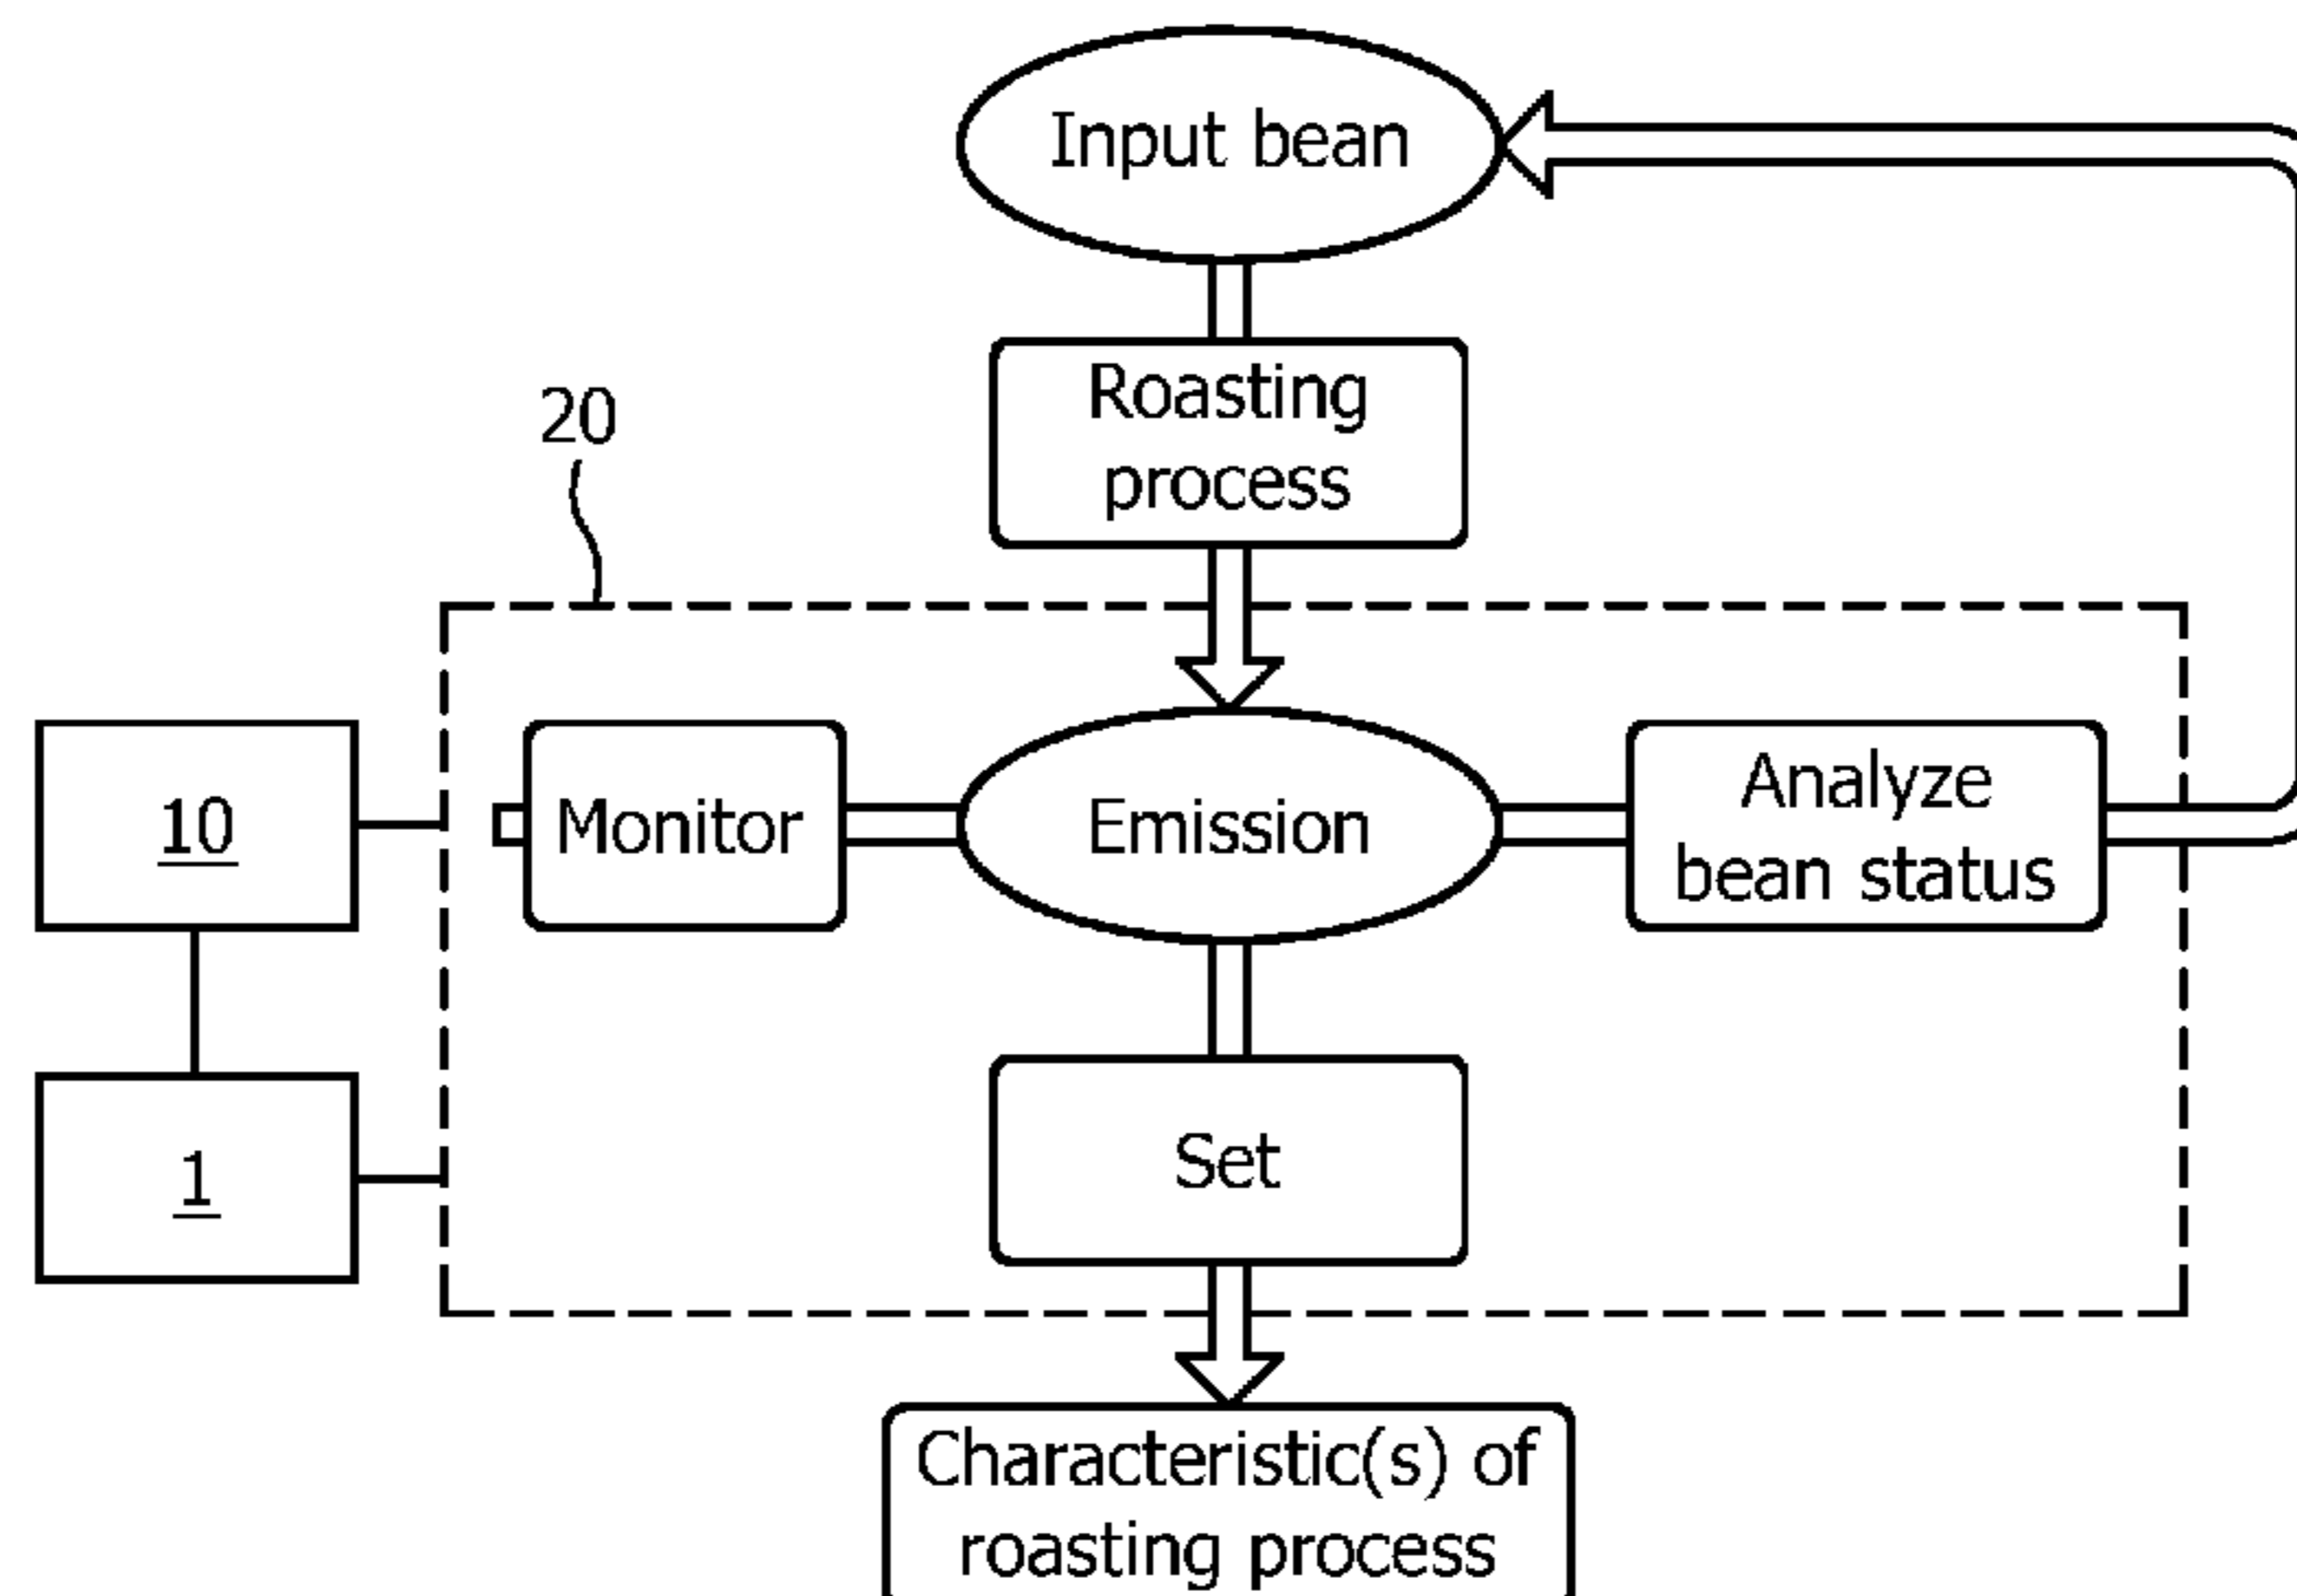 Input bean
Roasting
process
20
10
Monitor
Emission
Analyze
bean status
1
Set
Characteristic(s) of
roasting process